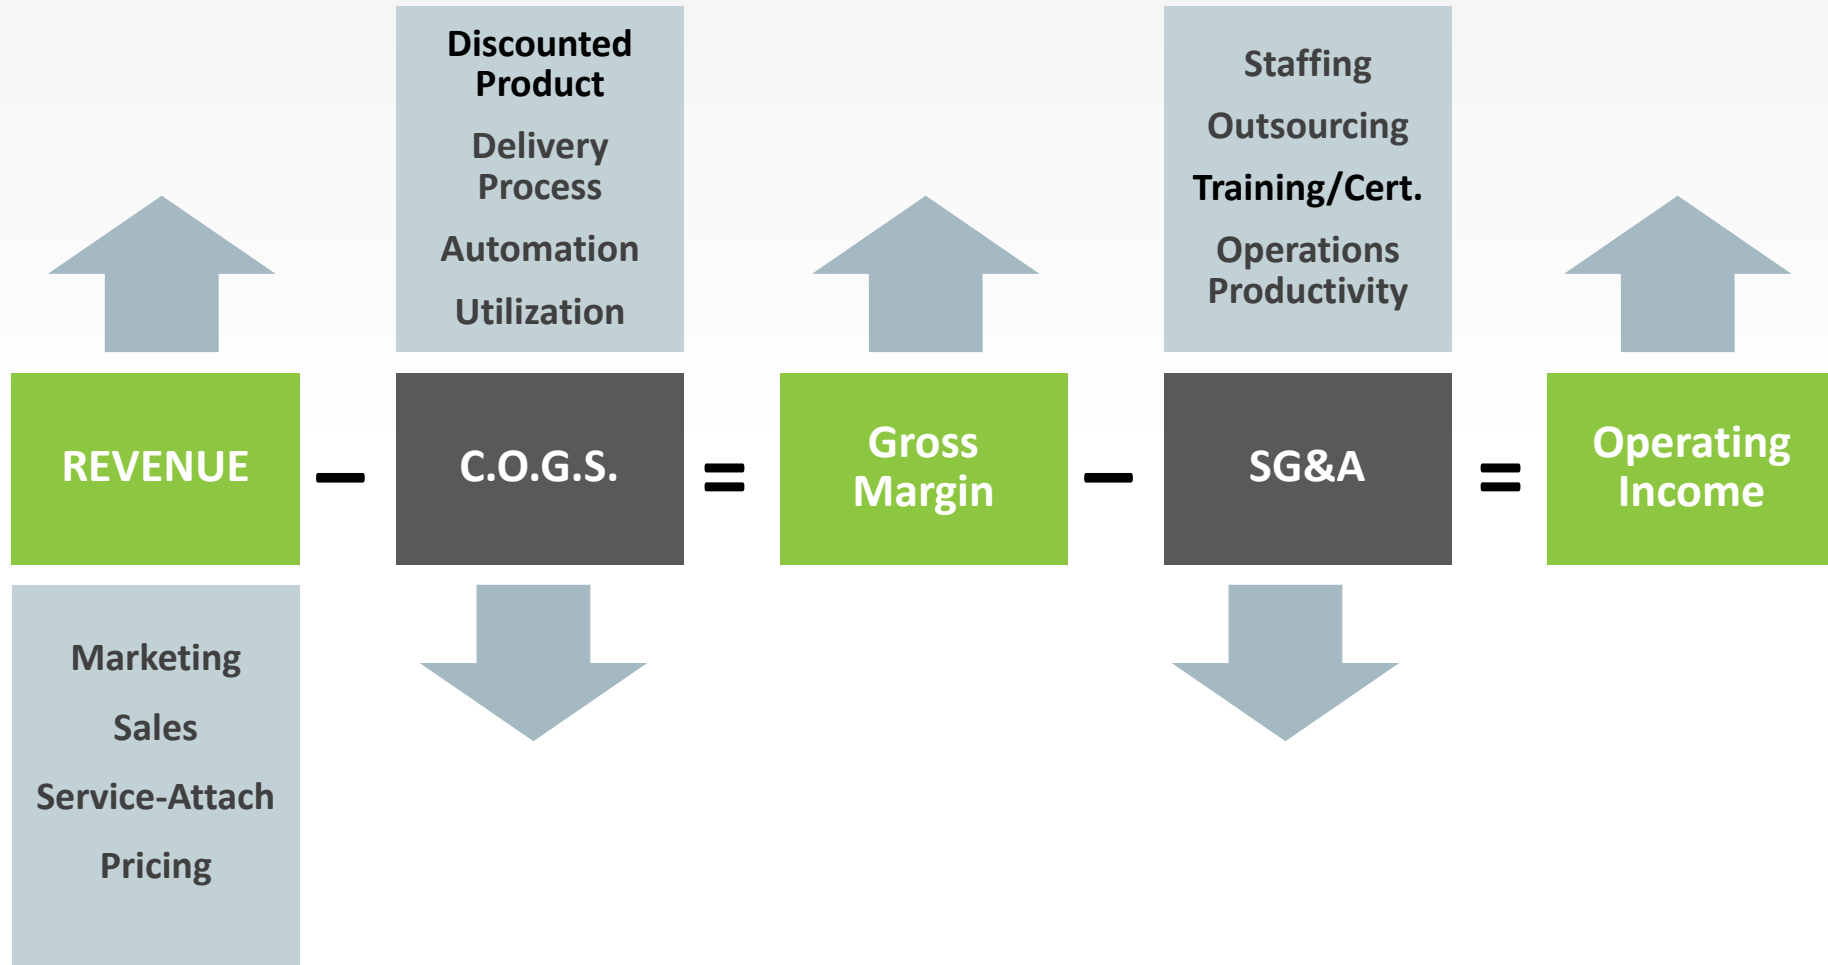 Discounted
Product
Delivery
Process
Automation
Utilization
Staffing
Outsourcing
Training/Cert.
Operations
Productivity
REVENUE
–
C.O.G.S.
=
Gross
Margin
–
SG&A
=
Operating
Income
Marketing
Sales
Service-Attach
Pricing